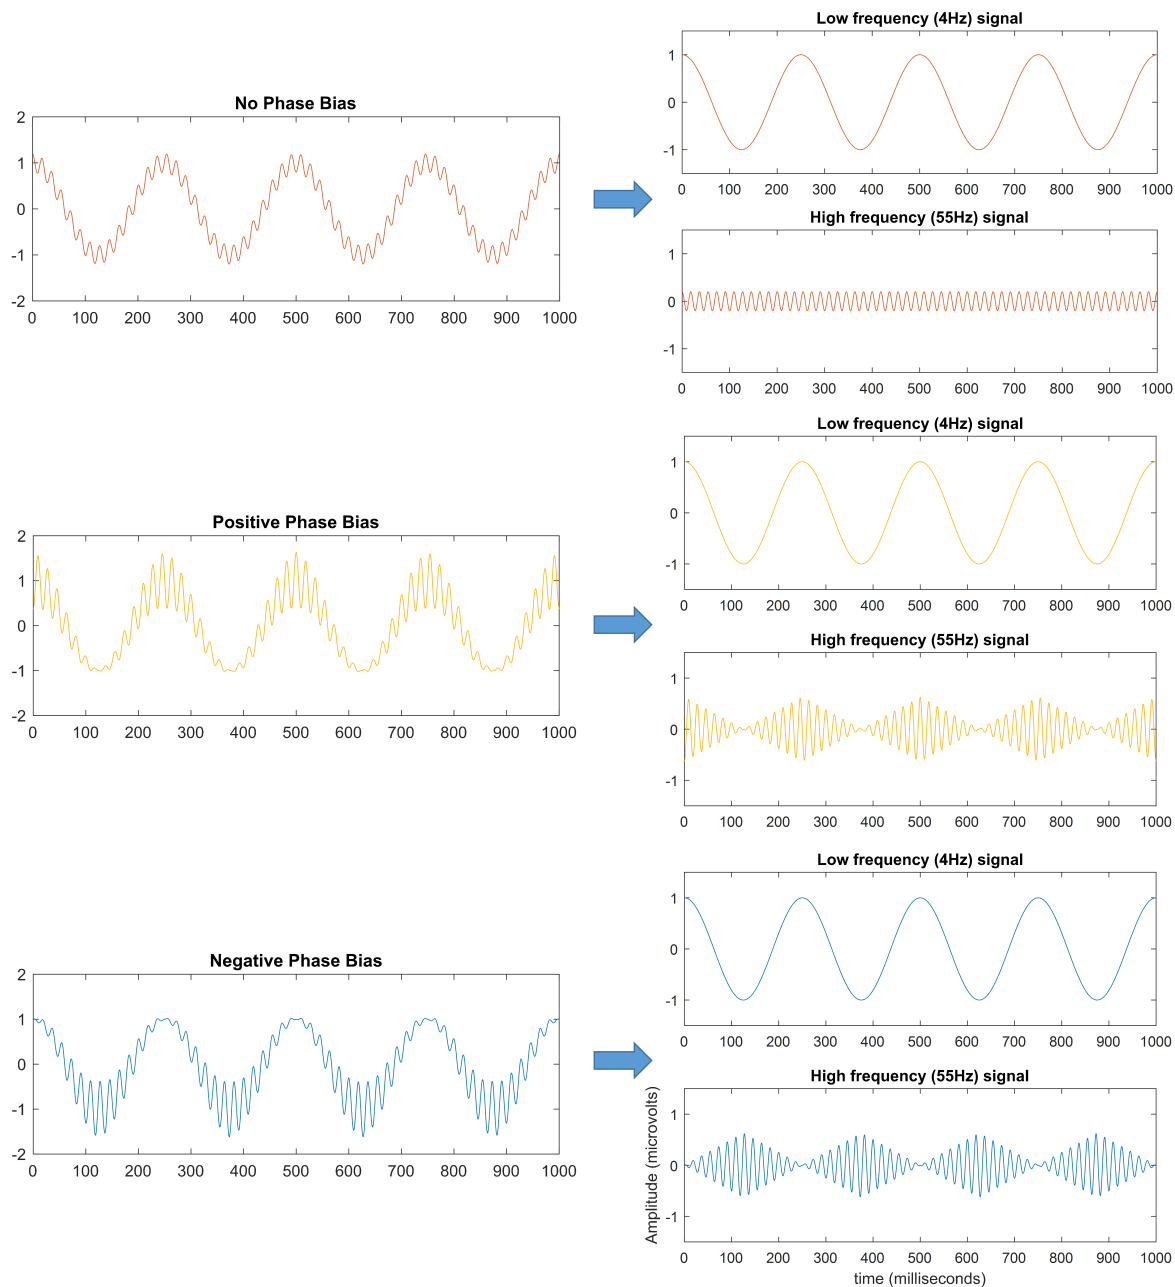 Low frequency (4Hz) signal
1
0
-1
0 100 200 300 400 500 600 700 800 900 1000
No Phase Bias
2
1
0
-1
-2
0 100 200 300 400 500 600 700 800 900 1000
High frequency (55Hz) signal
1
0
-1
0 100 200 300 400 500 600 700 800 900 1000
Low frequency (4Hz) signal
1
0
-1
0 100 200 300 400 500 600 700 800 900 1000
Positive Phase Bias
2
1
0
-1
-2
0 100 200 300 400 500 600 700 800 900 1000
High frequency (55Hz) signal
1
0
-1
0 100 200 300 400 500 600 700 800 900 1000
Low frequency (4Hz) signal
1
0
-1
0 100 200 300 400 500 600 700 800 900 1000
Negative Phase Bias
2
1
0
-1
-2
0 100 200 300 400 500 600 700 800 900 1000
High frequency (55Hz) signal
Amplitude (microvolts)
1
0
-1
0 100 200 300 400 500 600 700 800 900 1000
time (milliseconds)